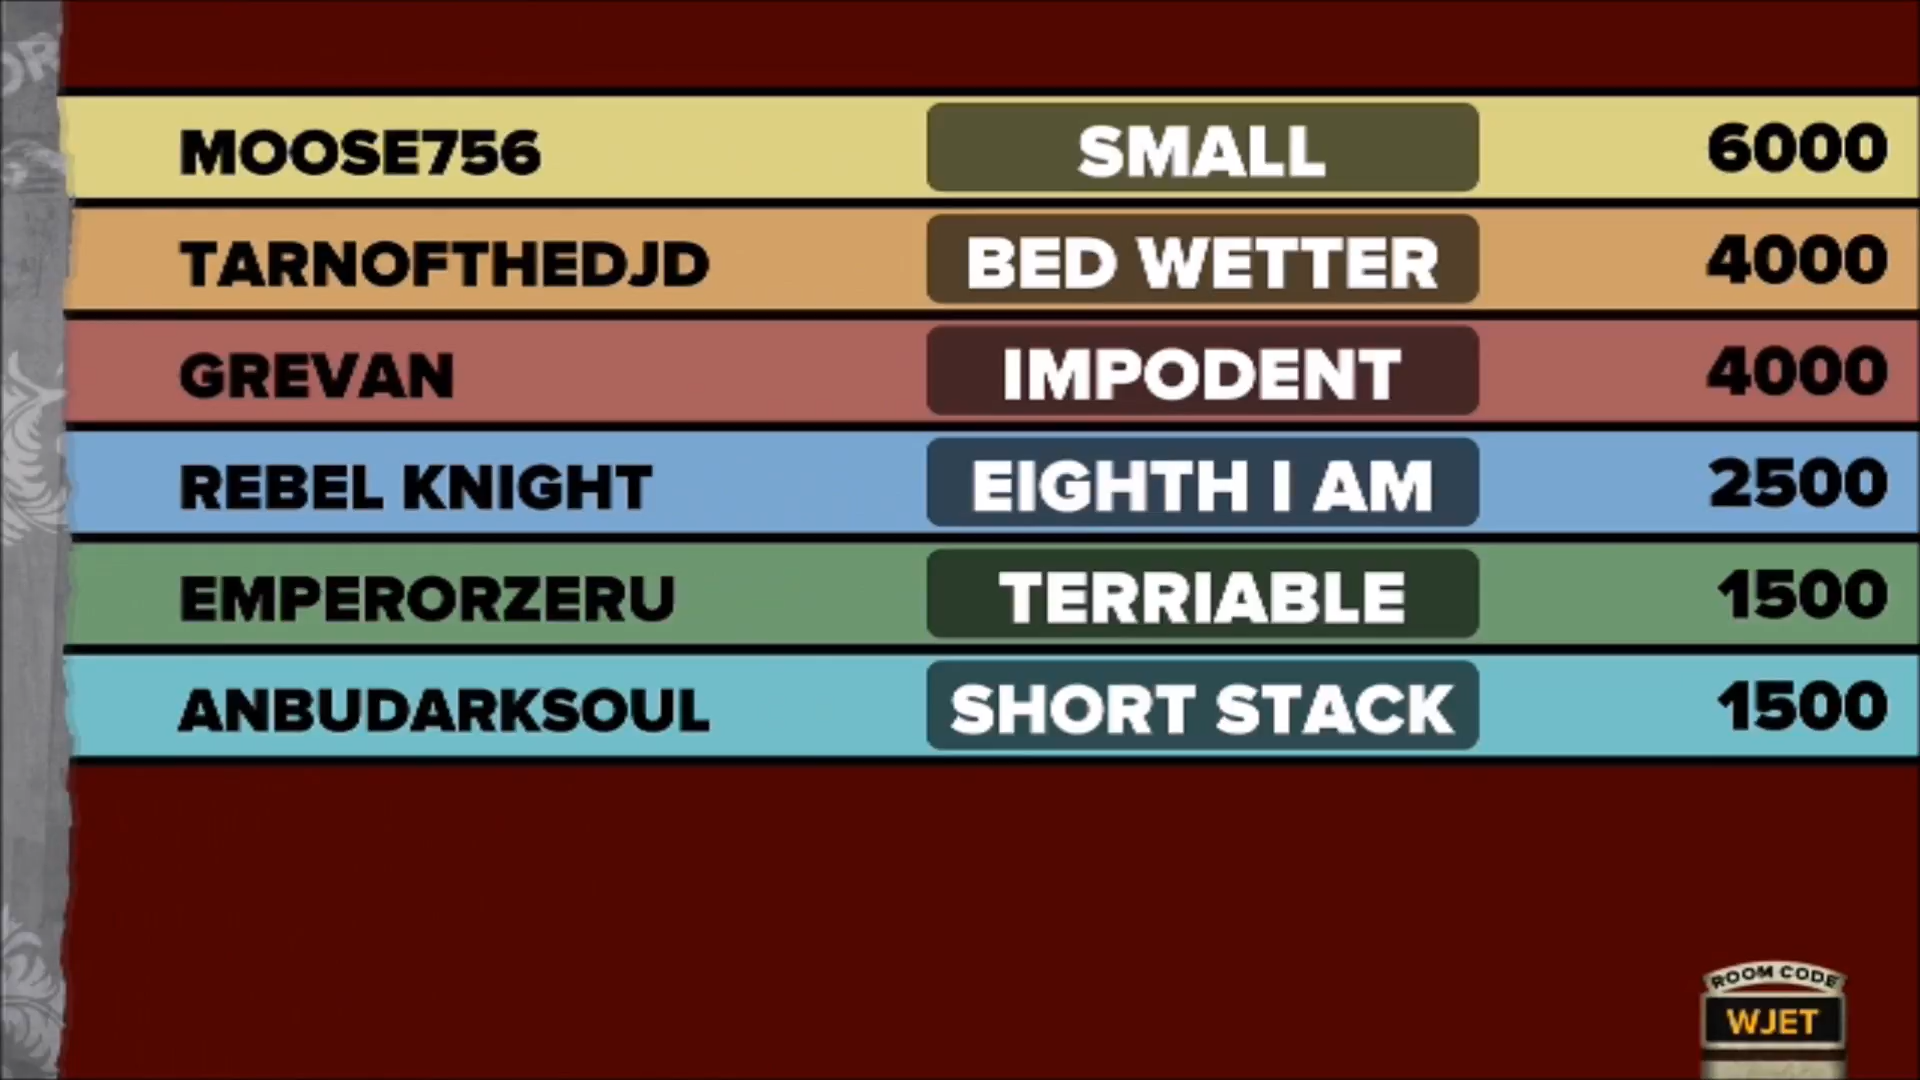 OR
MOOSE756 SMALL 6000
TARNOFTHEDJD BED WETTER 4000
GREVAN IMPODENT 4000
REBEL KNIGHT EIGHTH I AM 2500
EMPERORZERU TERRIABLE 1500
ANBUDARKSOUL SHORT STACK 1500
ROOM CODE
WJET